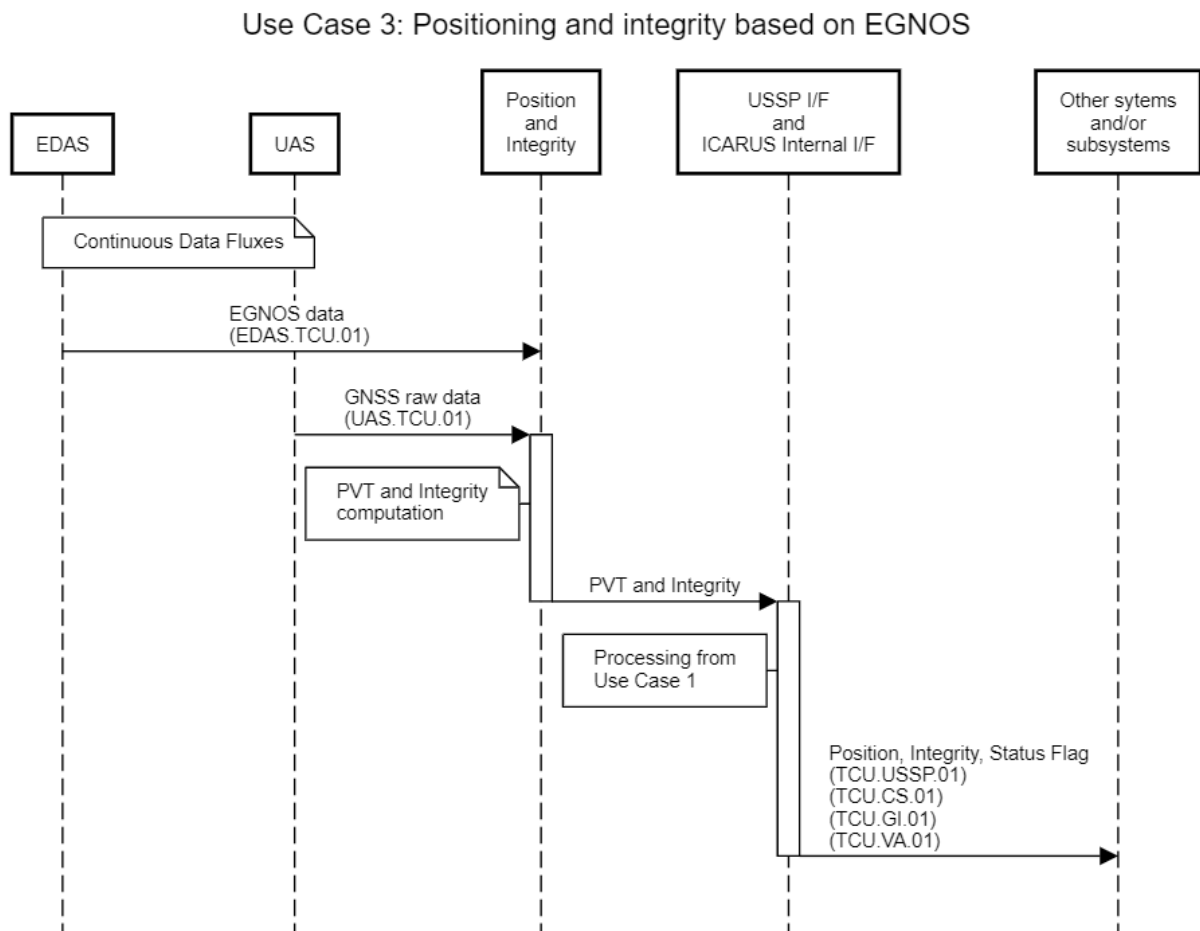 Use Case 3: Positioning and integrity based on EGNOS
EDAS
UAS
Position
and
Integrity
USSP I/F
and
ICARUS Internal I/F
Other sytems
and/or
subsystems
Continuous Data Fluxes
EGNOS data
(EDAS.TCU.01)
GNSS raw data
(UAS.TCU.01)
PVT and Integrity
computation
PVT and Integrity
Processing from
Use Case 1
Position, Integrity, Status Flag
(TCU.USSP.01)
(TCU.CS.01)
(TCU.GI.01)
(TCU.VA.01)